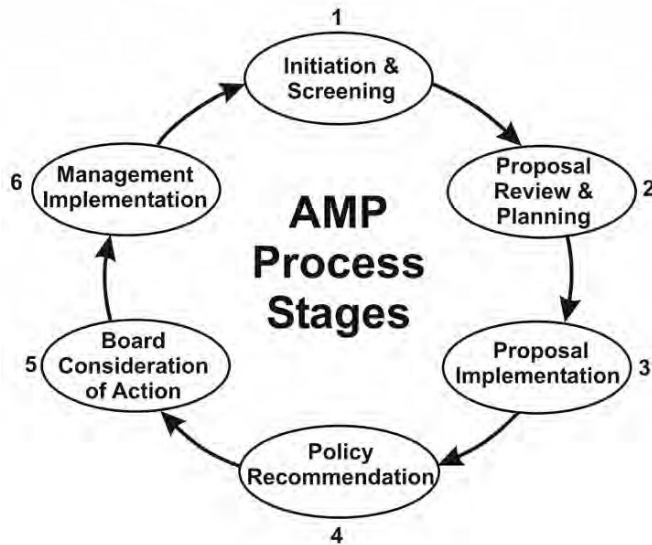 1
Initiation &
Screening
Proposal
Review &
Planning
2
Proposal
Implementation
3
Policy
Recommendation
4
Board
Consideration
of Action
5
Management
Implementation
6
AMP
Process
Stages